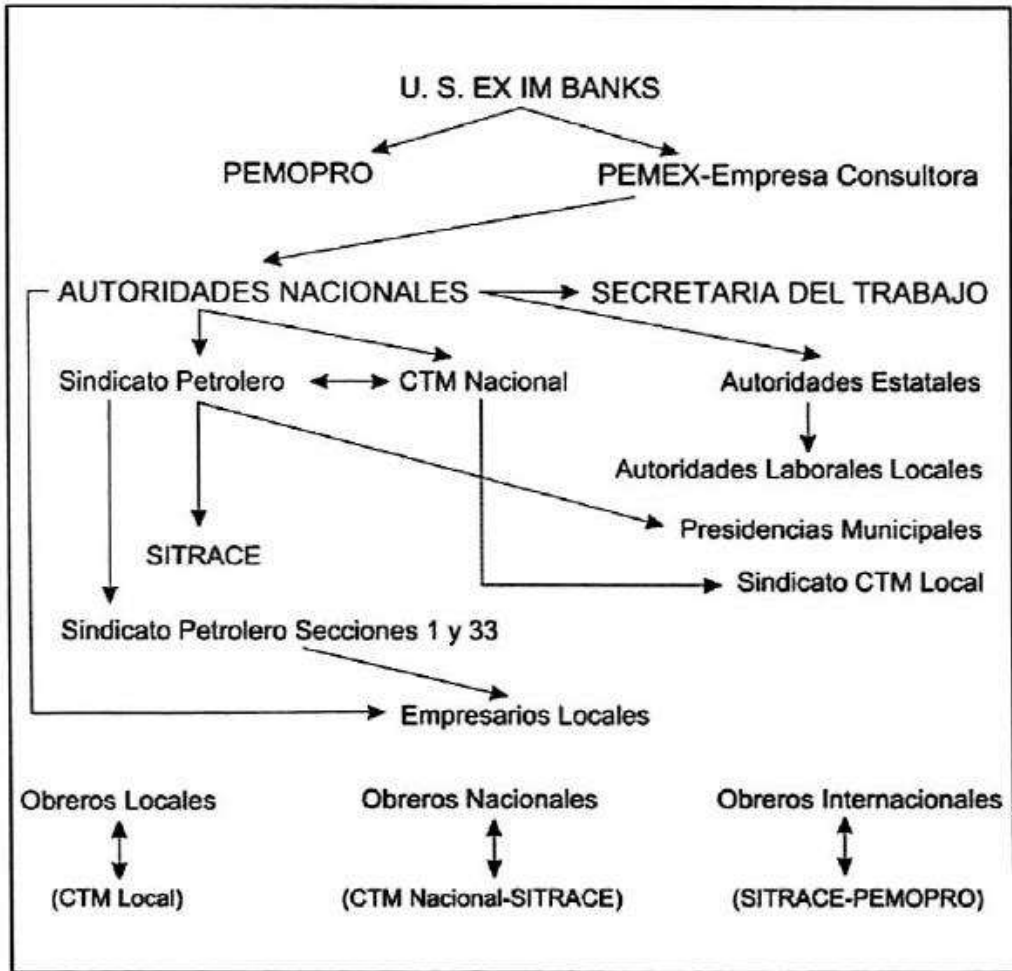 U. S. EX IM BANKS
PEMOPRO
PEMEX-Empresa Consultora
AUTORIDADES NACIONALES
SECRETARIA DEL TRABAJO
Sindicato Petrolero
CTM Nacional
Autoridades Estatales
Autoridades Laborales Locales
Presidencias Municipales
SITRACE
Sindicato CTM Local
Sindicato Petrolero Secciones 1 y 33
Empresarios Locales
Obreros Locales
Obreros Nacionales
Obreros Internacionales
(CTM Local)
(CTM Nacional-SITRACE)
(SITRACE-PEMOPRO)